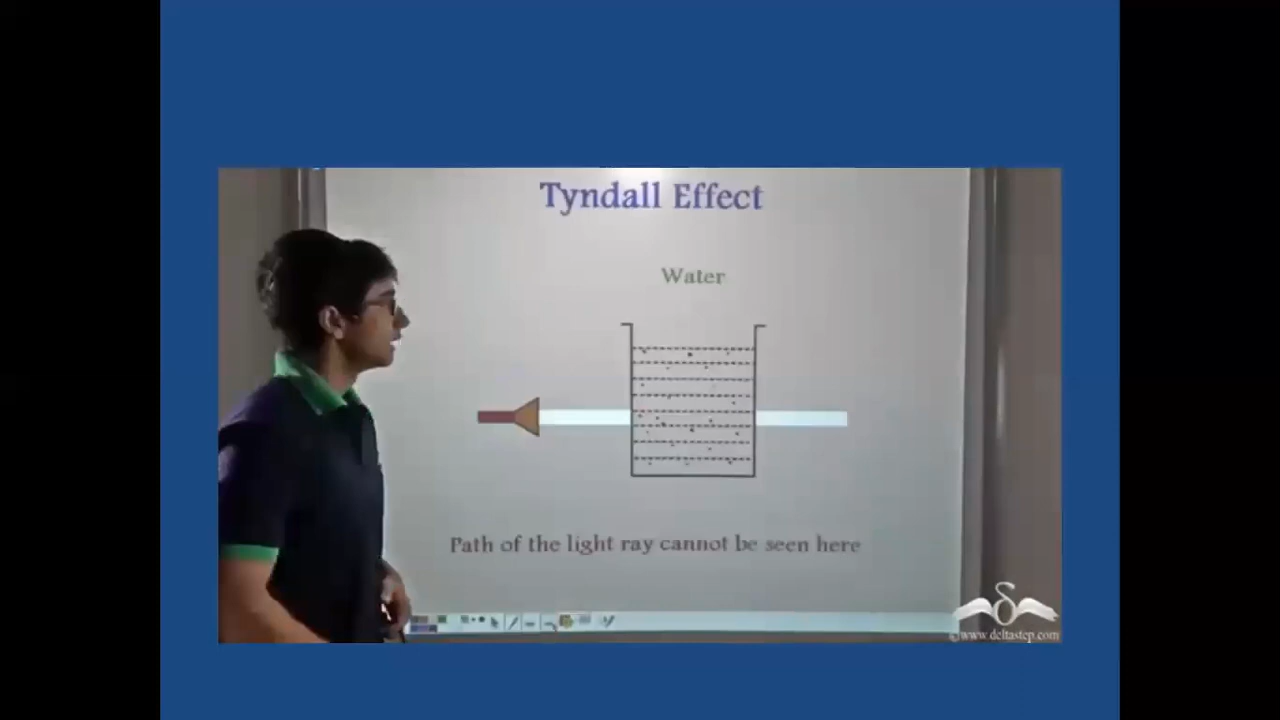 Tyndall Effect
Water
Path of the light ray cannot be seen here
©www.deltastep.com